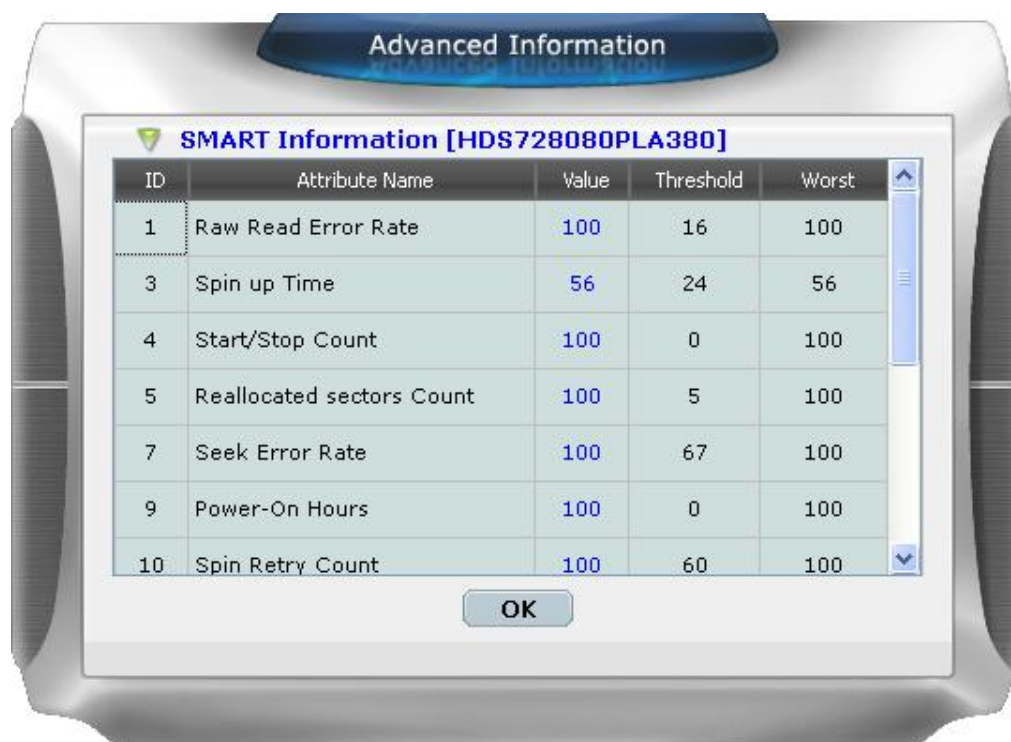 Advanced Information
SMART Information [HDS728080PLA380]
ID Attribute Name Value Threshold Worst
1 Raw Read Error Rate 100 16 100
3 Spin up Time 56 24 56
4 Start/Stop Count 100 0 100
5 Reallocated sectors Count 100 5 100
7 Seek Error Rate 100 67 100
9 Power-On Hours 100 0 100
10 Spin Retry Count 100 60 100
OK